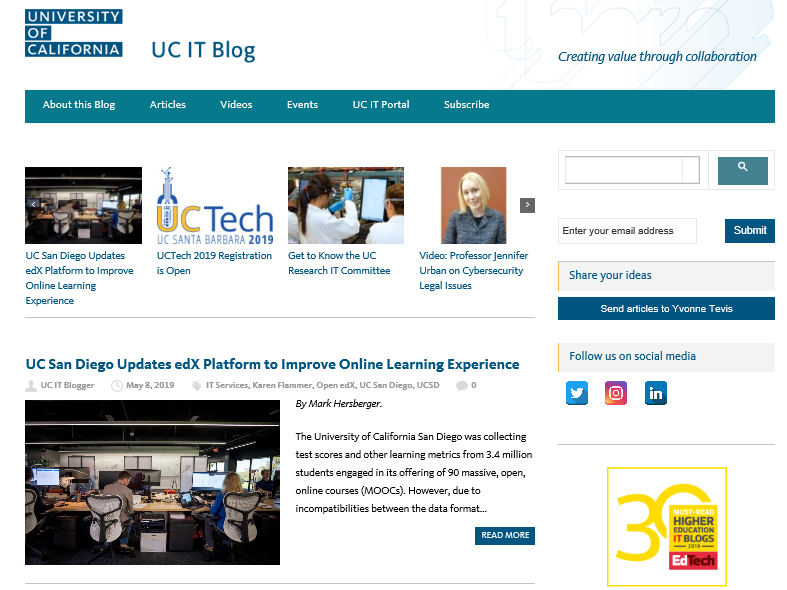 UNIVERSITY
OF
CALIFORNIA
UC IT Blog
Creating value through collaboration
About this Blog
Articles
Videos
Events
UC IT Portal
Subscribe
UC San Diego Updates
edX Platform to Improve
Online Learning
Experience
UCTech
UC SANTA BARBARA 2019
UCTech 2019 Registration
is Open
Get to Know the UC
Research IT Committee
Video: Professor Jennifer
Urban on Cybersecurity
Legal Issues
Enter your email address
Submit
Share your ideas
Send articles to Yvonne Tevis
Follow us on social media
UC San Diego Updates edX Platform to Improve Online Learning Experience
UC IT Blogger
May 8, 2019
IT Services, Karen Flammer, Open edX, UC San Diego, UCSD
0
By Mark Hersberger.
The University of California San Diego was collecting
test scores and other learning metrics from 3.4 million
students engaged in its offering of 90 massive, open,
online courses (MOOCs). However, due to
incompatibilities between the data format...
READ MORE
30
MUST-READ
HIGHER
EDUCATION
IT BLOGS
2018
EdTech